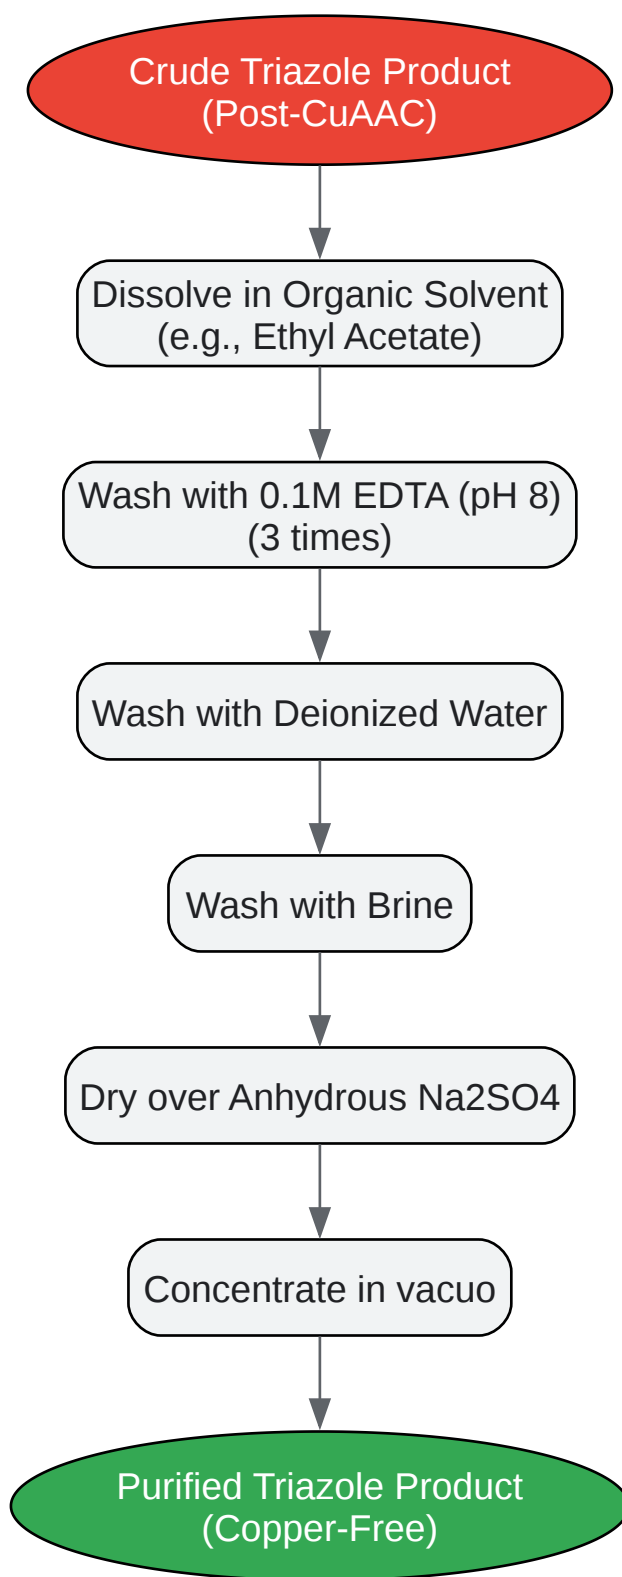 Crude Triazole Product
(Post-CuAAC)
Dissolve in Organic Solvent
(e.g., Ethyl Acetate)
Wash with 0.1M EDTA (pH 8)
(3 times)
Wash with Deionized Water
Wash with Brine
Dry over Anhydrous Na2SO4
Concentrate in vacuo
Purified Triazole Product
(Copper-Free)